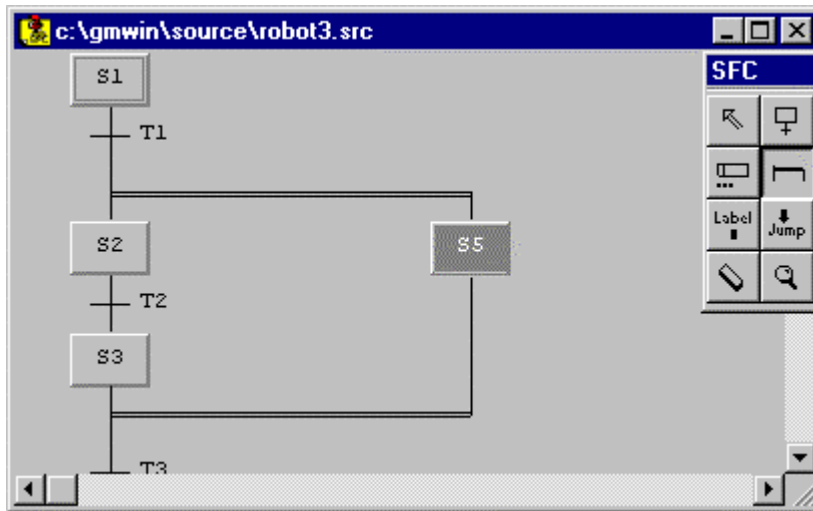 c:\gmwin\source\robot3.src
SFC
S1
T1
Label
Jump
S2
S5
T2
S3
T3